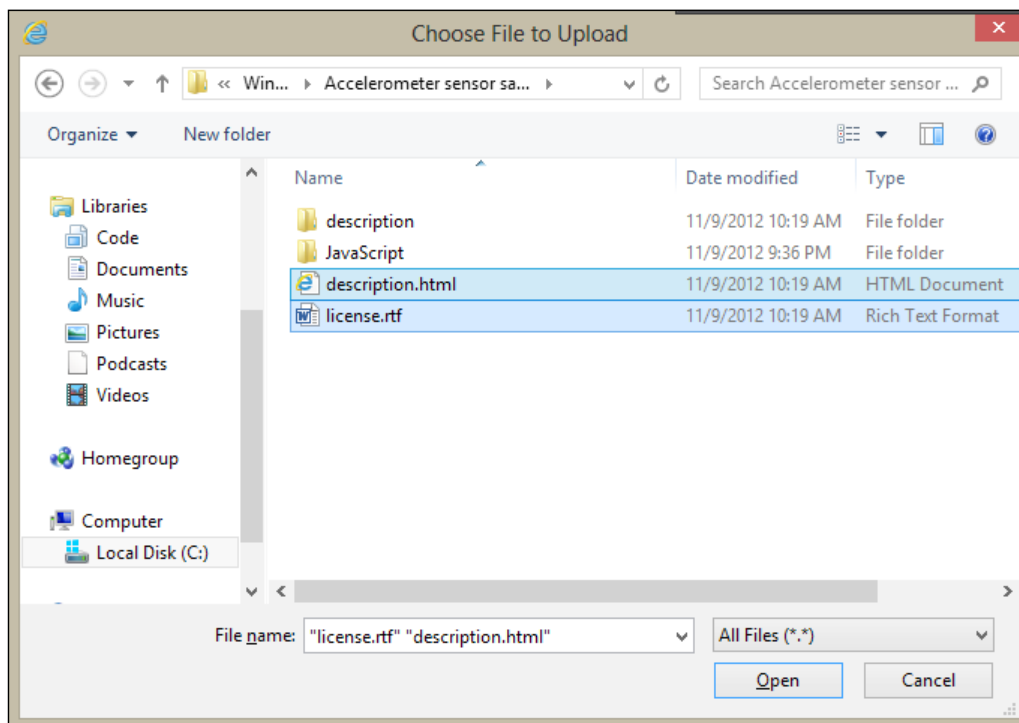 Choose File to Upload
« Win... Accelerometer sensor sa... Search Accelerometer sensor ...
Organize New folder
Name Date modified Type
Libraries
Code
Documents
Music
Pictures
Podcasts
Videos
Homegroup
Computer
Local Disk (C:)
description 11/9/2012 10:19 AM File folder
JavaScript 11/9/2012 9:36 PM File folder
description.html 11/9/2012 10:19 AM HTML Document
license.rtf 11/9/2012 10:19 AM Rich Text Format
File name: "license.rtf" "description.html" All Files (*.*)
Open Cancel